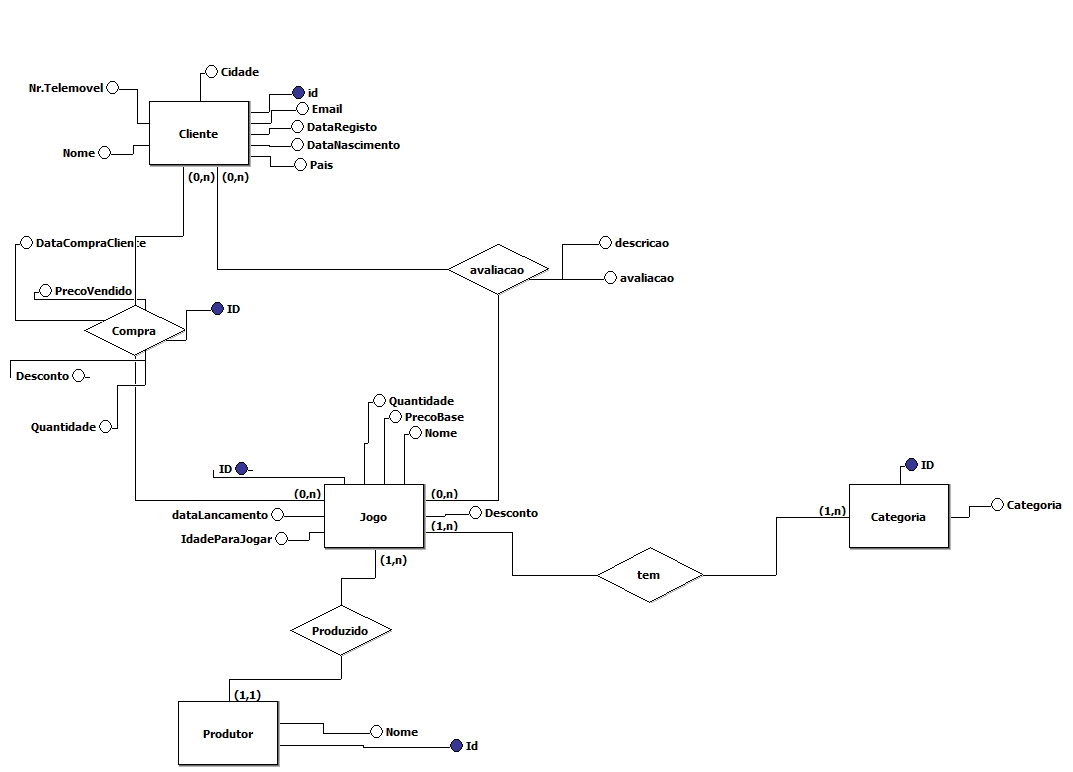 Cidade
Nr.Telemovel
id
Email
DataRegisto
Cliente
DataNascimento
Nome
Pais
(0,n) (0,n)
DataCompraCliente
descricao
avaliacao
avaliacao
PrecoVendido
ID
Compra
Desconto
Quantidade
Quantidade
PrecoBase
Nome
ID
ID
(0,n)
(0,n)
Categoria
dataLancamento
Jogo
Desconto
(1,n)
Categoria
(1,n)
IdadeParaJogar
(1,n)
tem
Produzido
(1,1)
Nome
Produtor
Id